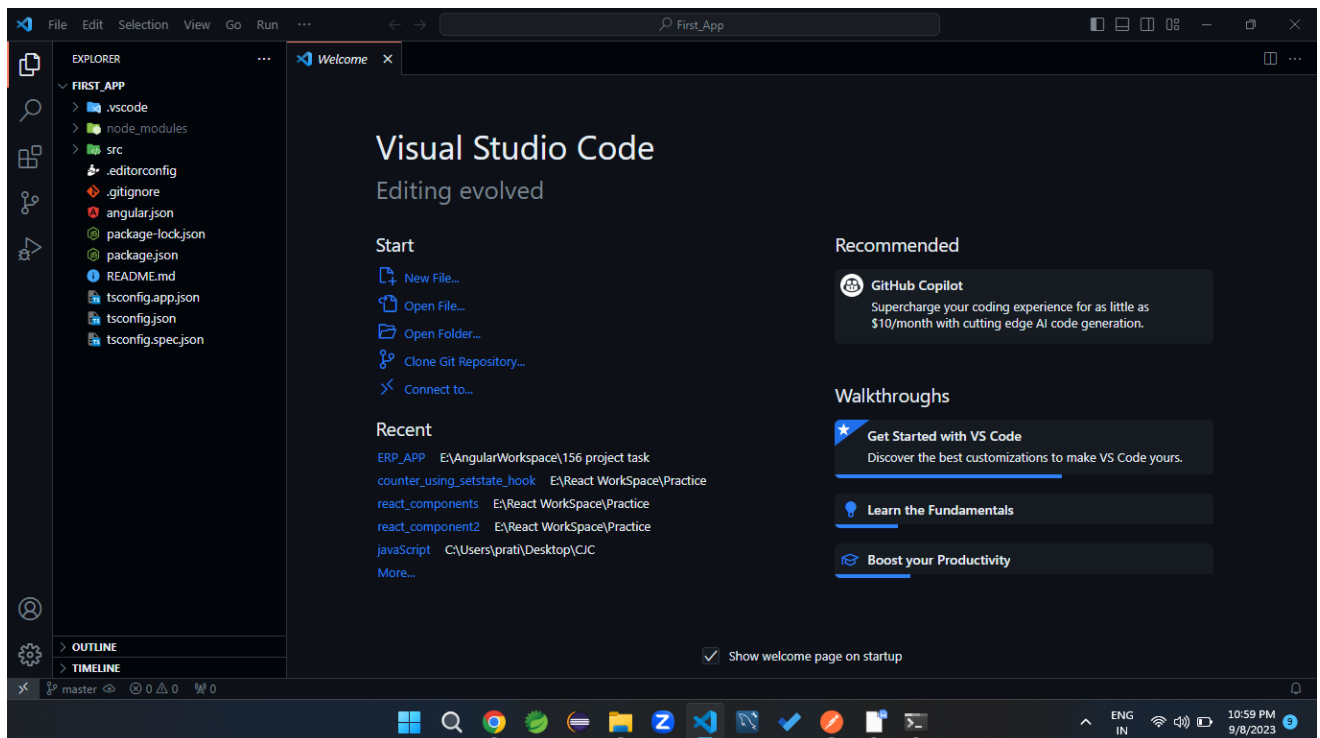 File Edit Selection View Go Run ··· First_App
EXPLORER ···
Welcome
FIRST_APP
.vscode
node_modules
src
.editorconfig
.gitignore
angular.json
package-lock.json
package.json
README.md
tsconfig.app.json
tsconfig.json
tsconfig.spec.json
OUTLINE
TIMELINE
Visual Studio Code
Editing evolved
Start
New File...
Open File...
Open Folder...
Clone Git Repository...
Connect to...
Recent
ERP_APP E:\AngularWorkspace\156 project task
counter_using_setstate_hook E:\React WorkSpace\Practice
react_components E:\React WorkSpace\Practice
react_component2 E:\React WorkSpace\Practice
javaScript C:\Users\prati\Desktop\CJC
More...
Recommended
GitHub Copilot
Supercharge your coding experience for as little as
$10/month with cutting edge AI code generation.
Walkthroughs
Get Started with VS Code
Discover the best customizations to make VS Code yours.
Learn the Fundamentals
Boost your Productivity
Show welcome page on startup
master 0 0 0
ENG
IN
10:59 PM
9/8/2023
9